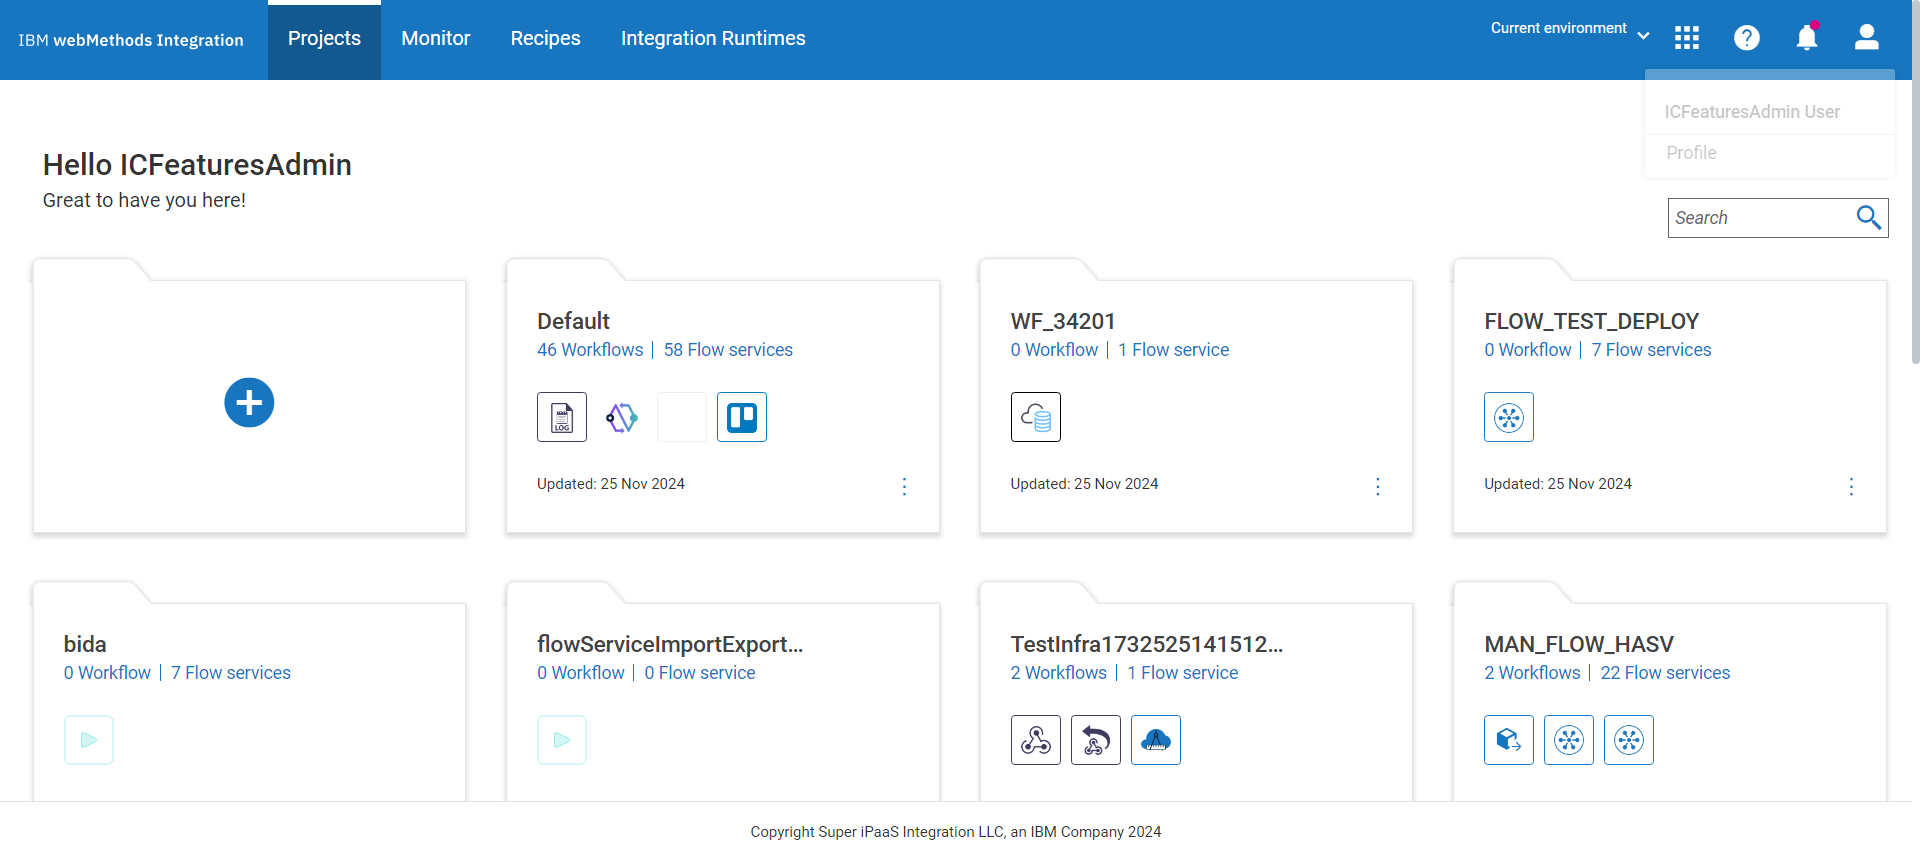 IBM webMethods Integration
Projects
Monitor
Recipes
Integration Runtimes
Current environment
ICFeaturesAdmin User
Profile
Hello ICFeaturesAdmin
Great to have you here!
Search
Default
46 Workflows | 58 Flow services
LOG
Updated: 25 Nov 2024
WF_34201
0 Workflow | 1 Flow service
Updated: 25 Nov 2024
FLOW_TEST_DEPLOY
0 Workflow | 7 Flow services
Updated: 25 Nov 2024
bida
0 Workflow | 7 Flow services
flowServiceImportExport...
0 Workflow | 0 Flow service
TestInfra1732525141512...
2 Workflows | 1 Flow service
MAN_FLOW_HASV
2 Workflows | 22 Flow services
Copyright Super iPaaS Integration LLC, an IBM Company 2024